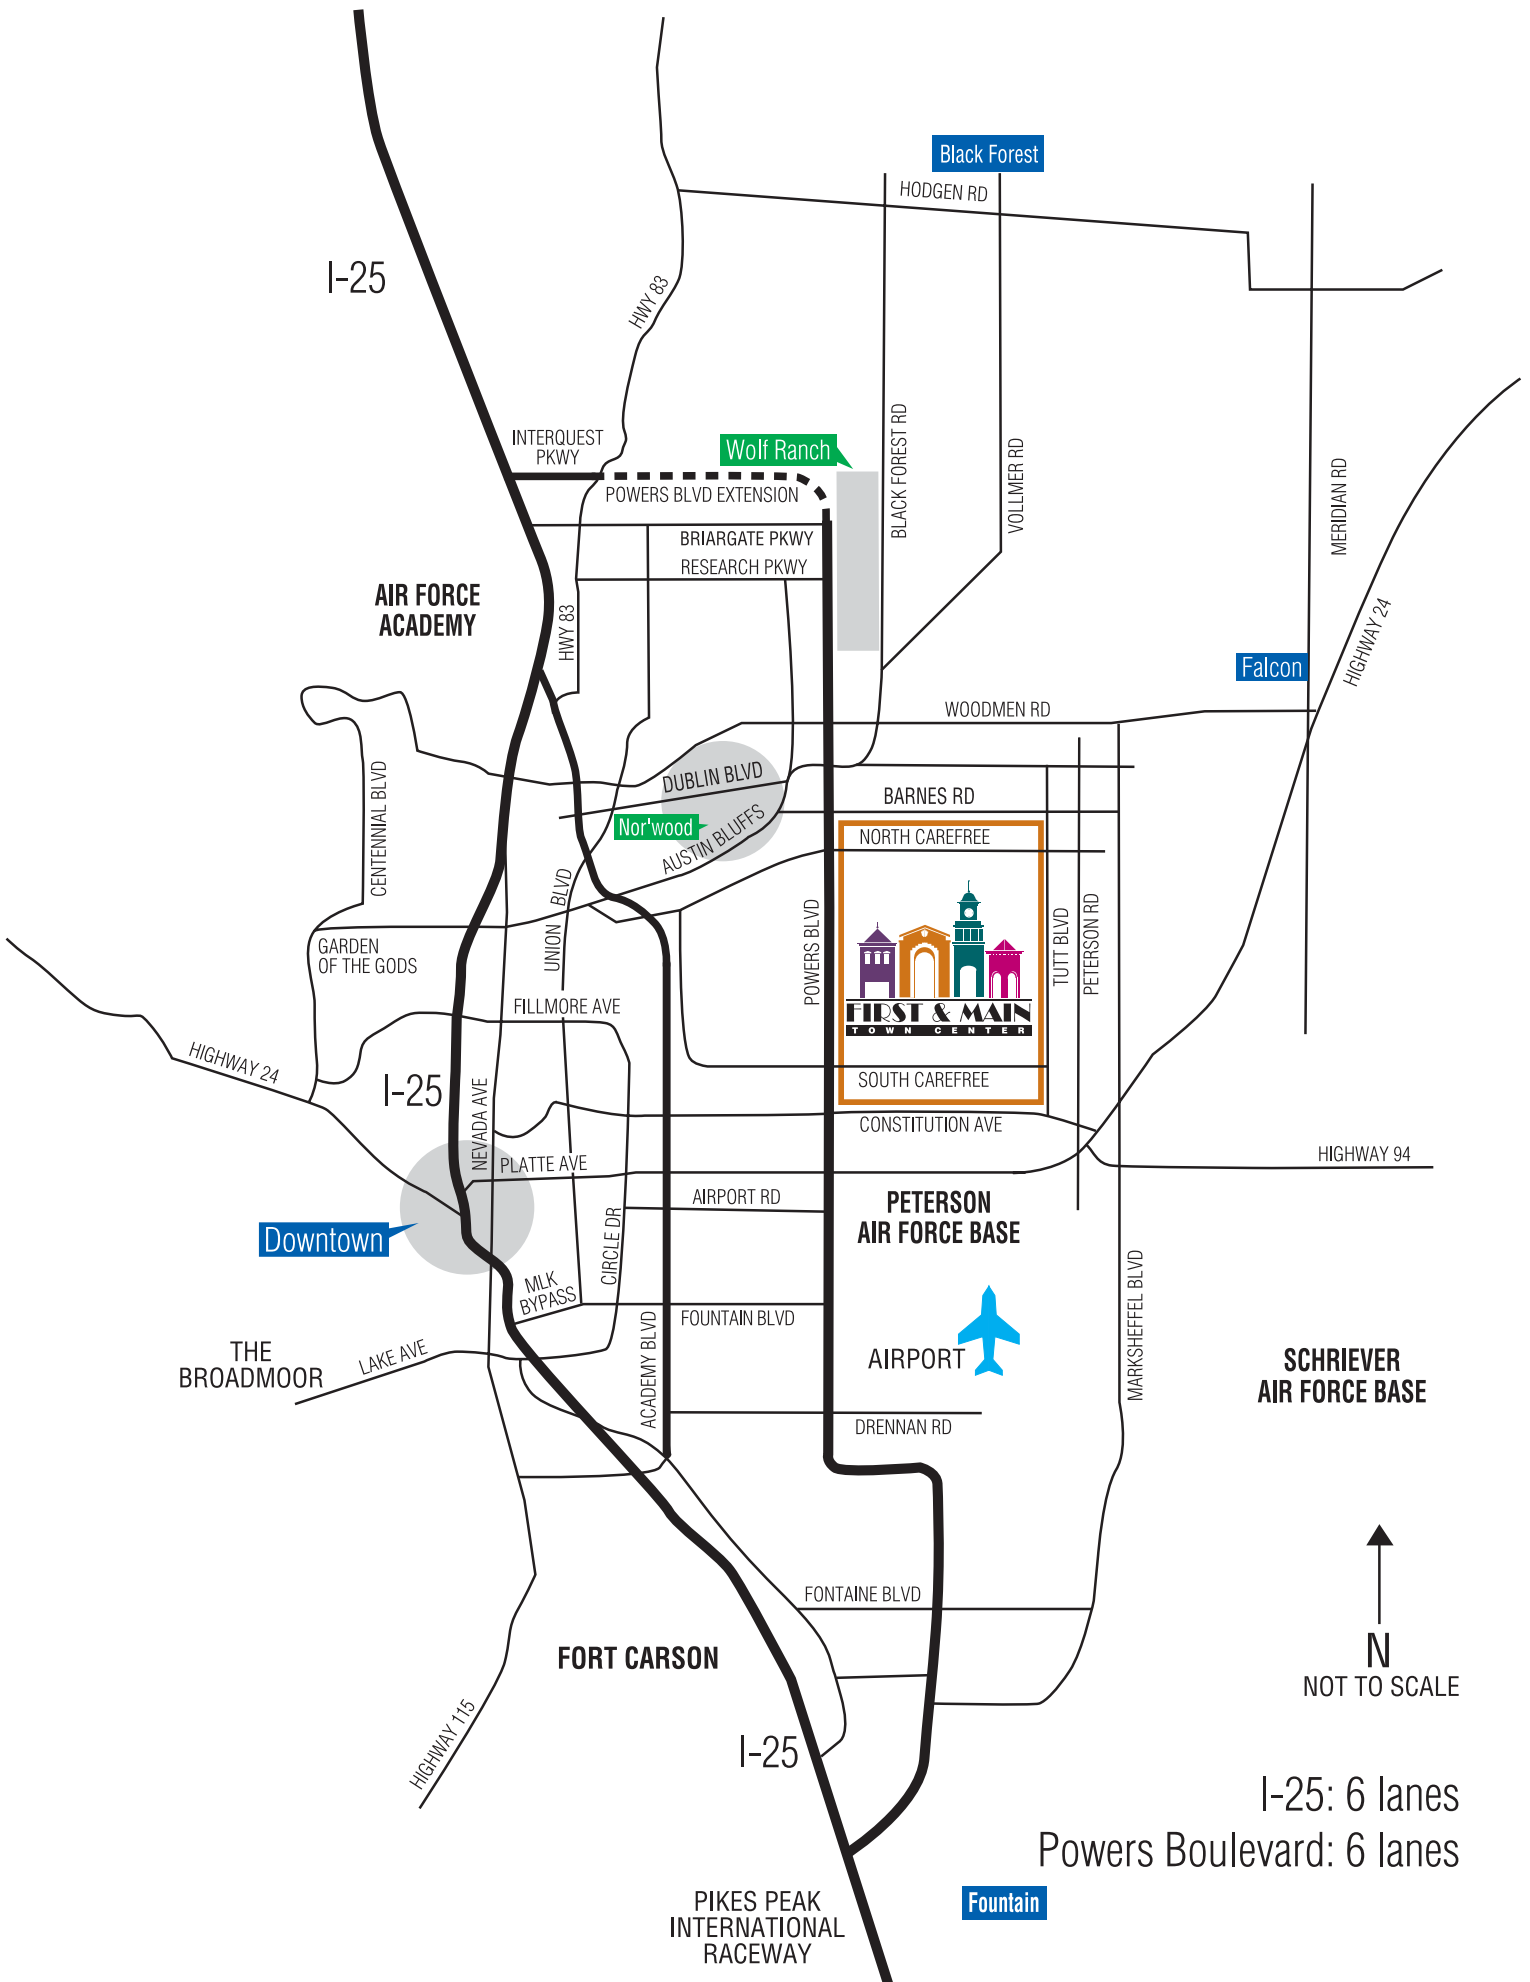 Black Forest
HODGEN RD
I-25
HWY 83
INTERQUEST
PKWY
Wolf Ranch
BLACK FOREST RD
VOLLMER RD
MERIDIAN RD
POWERS BLVD EXTENSION
BRIARGATE PKWY
RESEARCH PKWY
AIR FORCE
ACADEMY
HWY 83
HIGHWAY 24
Falcon
WOODMEN RD
CENTENNIAL BLVD
DUBLIN BLVD
BARNES RD
Nor'wood
AUSTIN BLUFFS
NORTH CAREFREE
UNION BLVD
POWERS BLVD
TUTT BLVD
PETERSON RD
GARDEN
OF THE GODS
FIRST & MAIN
TOWN CENTER
FILLMORE AVE
HIGHWAY 24
I-25
NEVADA AVE
SOUTH CAREFREE
CONSTITUTION AVE
PLATTE AVE
HIGHWAY 94
AIRPORT RD
PETERSON
AIR FORCE BASE
Downtown
CIRCLE DR
MLK
BYPASS
FOUNTAIN BLVD
ACADEMY BLVD
MARKSHEFFEL BLVD
THE
BROADMOOR
LAKE AVE
AIRPORT
SCHRIEVER
AIR FORCE BASE
DRENNAN RD
FONTAINE BLVD
FORT CARSON
N
NOT TO SCALE
HIGHWAY 115
I-25
I-25: 6 lanes
Powers Boulevard: 6 lanes
Fountain
PIKES PEAK
INTERNATIONAL
RACEWAY